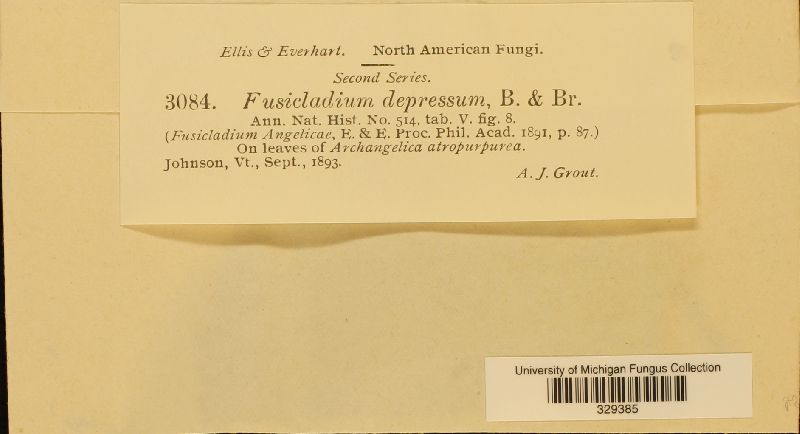 Ellis & Everhart. North American Fungi.
Second Series.
3084. Fusicladium depressum, B. & Br.
Ann. Nat. Hist. No. 514, tab. V. fig. 8.
(Fusicladium Angelicae, E. & E. Proc. Phil. Acad. 1891, p. 87.)
On leaves of Archangelica atropurpurea.
Johnson, Vt., Sept., 1893.
A. J. Grout.
University of Michigan Fungus Collection
329385